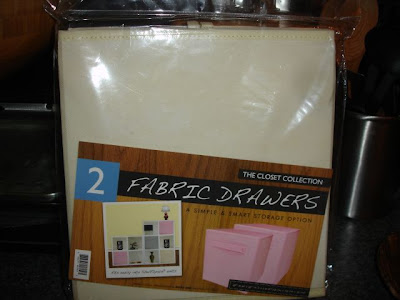 THE CLOSET COLLECTION
2
FABRIC DRAWERS
A SIMPLE & SMART STORAGE OPTION